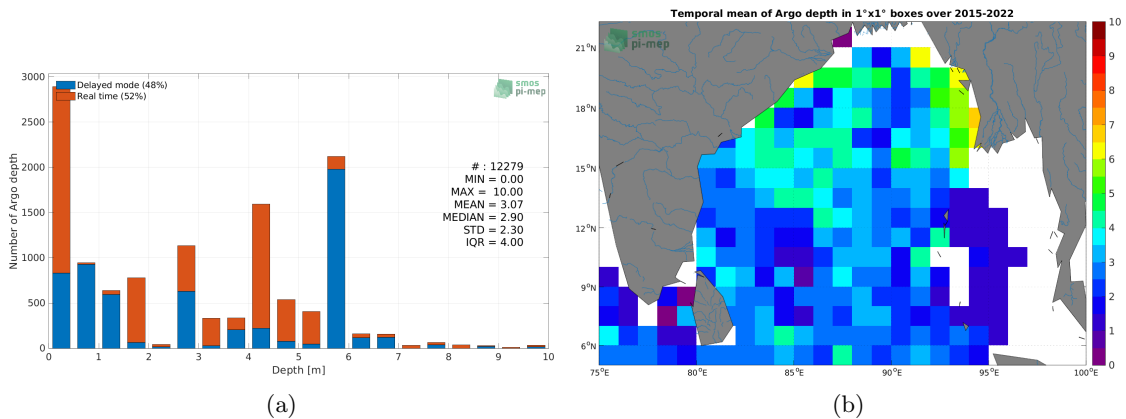 Temporal mean of Argo depth in 1°x1° boxes over 2015-2022
3000
2500
2000
1500
1000
500
0
Number of Argo depth
Delayed mode (48%)
Real time (52%)
smos
pi-mep
# : 12279
MIN = 0.00
MAX = 10.00
MEAN = 3.07
MEDIAN = 2.90
STD = 2.30
IQR = 4.00
0 1 2 3 4 5 6 7 8 9 10
Depth [m]
(a)
smos
pi-mep
21°N
18°N
15°N
12°N
9°N
6°N
75°E 80°E 85°E 90°E 95°E 100°E
10
9
8
7
6
5
4
3
2
1
0
(b)